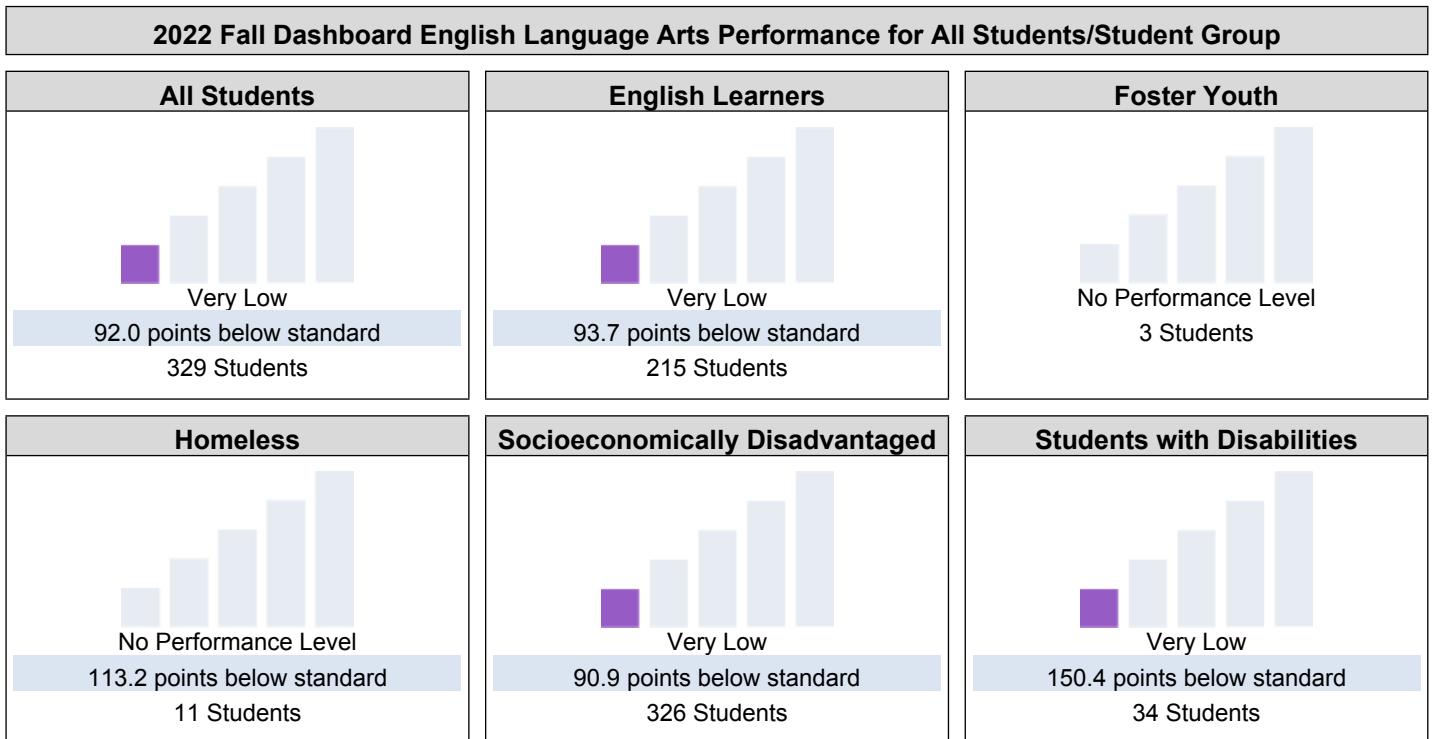 2022 Fall Dashboard English Language Arts Performance for All Students/Student Group
All Students
Very Low
92.0 points below standard
329 Students
English Learners
Very Low
93.7 points below standard
215 Students
Foster Youth
No Performance Level
3 Students
Homeless
No Performance Level
113.2 points below standard
11 Students
Socioeconomically Disadvantaged
Very Low
90.9 points below standard
326 Students
Students with Disabilities
Very Low
150.4 points below standard
34 Students